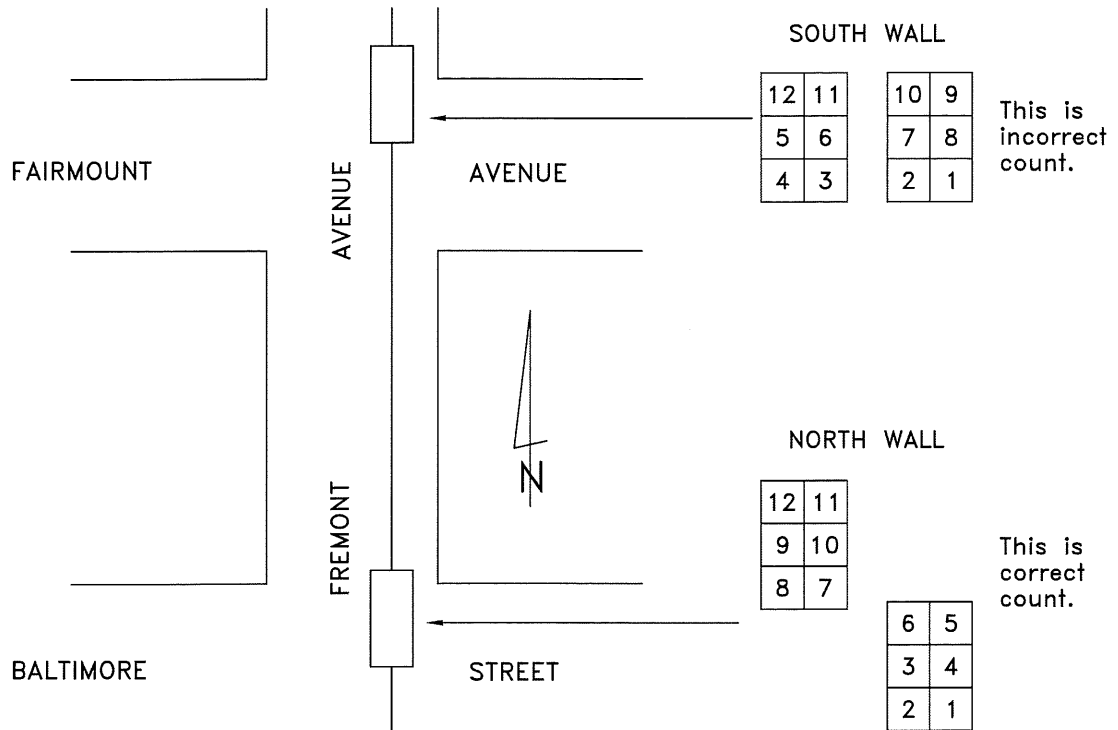 SOUTH WALL
12 11 10 9
5 6 7 8
4 3 2 1
This is
incorrect
count.
FAIRMOUNT
AVENUE
AVENUE
N
FREMONT
NORTH WALL
12 11
9 10
8 7
This is
correct
count.
6 5
3 4
2 1
BALTIMORE
STREET